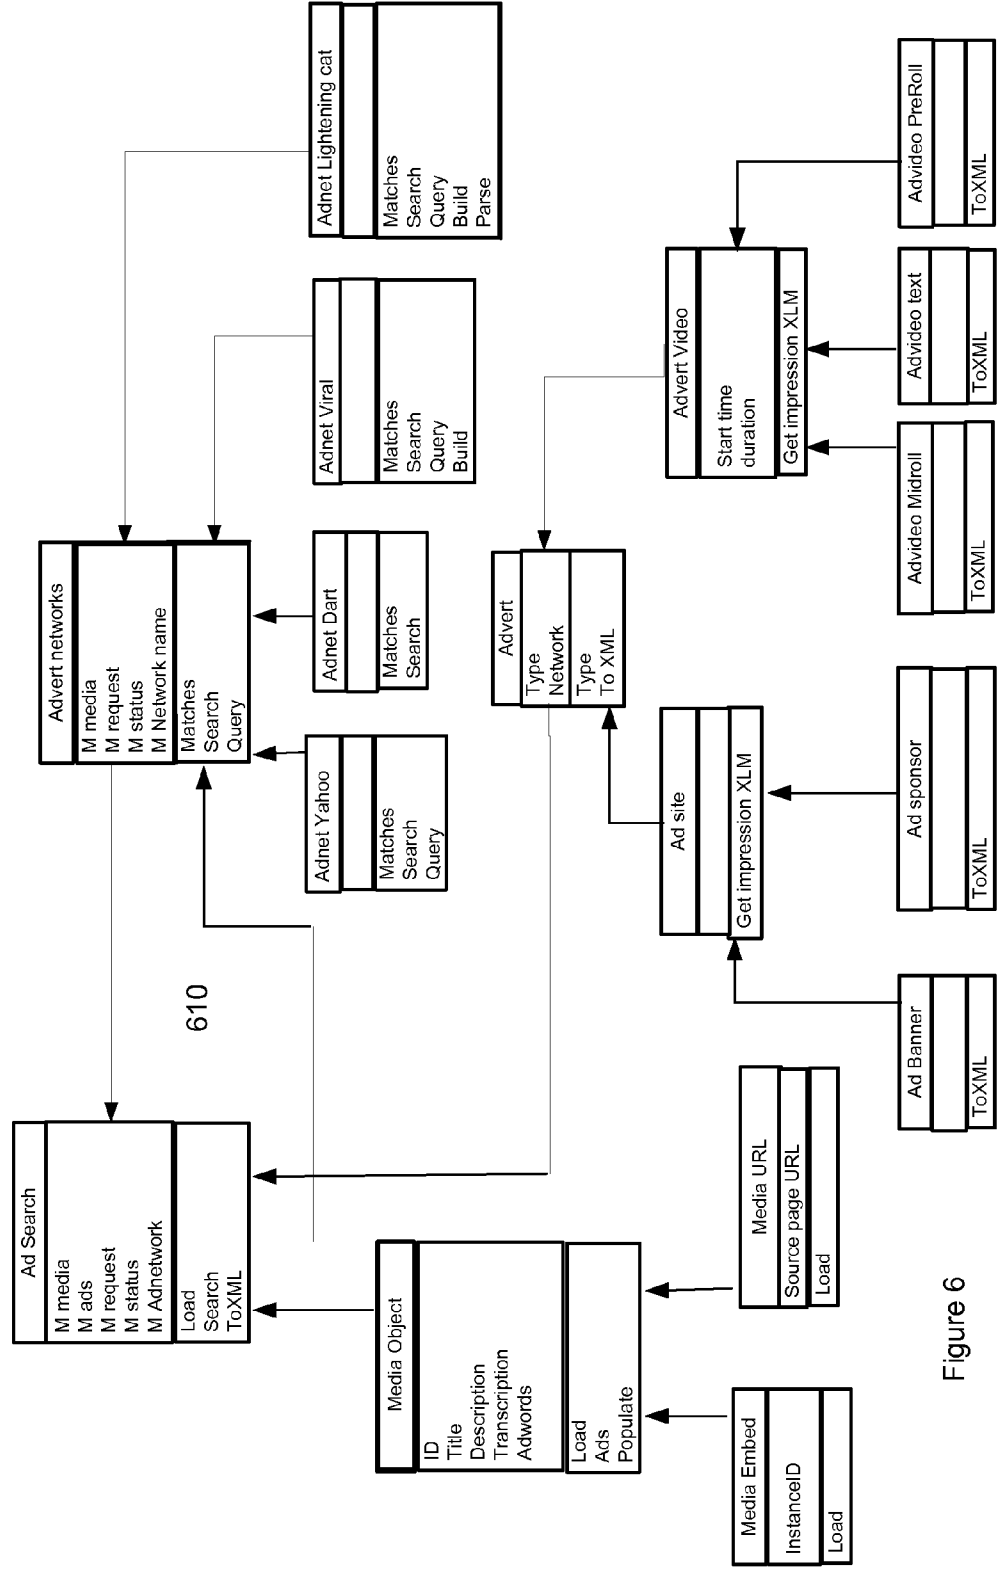 Ad Search
M media
M ads
M request
M status
M Adnetwork
Load
Search
ToXML
Advert networks
M media
M request
M status
M Network name
Matches
Search
Query
610
Adnet Yahoo
Matches
Search
Query
Adnet Dart
Matches
Search
Adnet Viral
Matches
Search
Query
Build
Adnet Lightening cat
Matches
Search
Query
Build
Parse
Media Object
ID
Title
Description
Transcription
Adwords
Load
Ads
Populate
Advert
Type
Network
Type
To XML
Media Embed
InstanceID
Load
Media URL
Source page URL
Load
Ad site
Get impression XLM
Advert Video
Start time
duration
Get impression XLM
Ad Banner
ToXML
Ad sponsor
ToXML
Advideo Midroll
ToXML
Advideo text
ToXML
Advideo PreRoll
ToXML
Figure 6